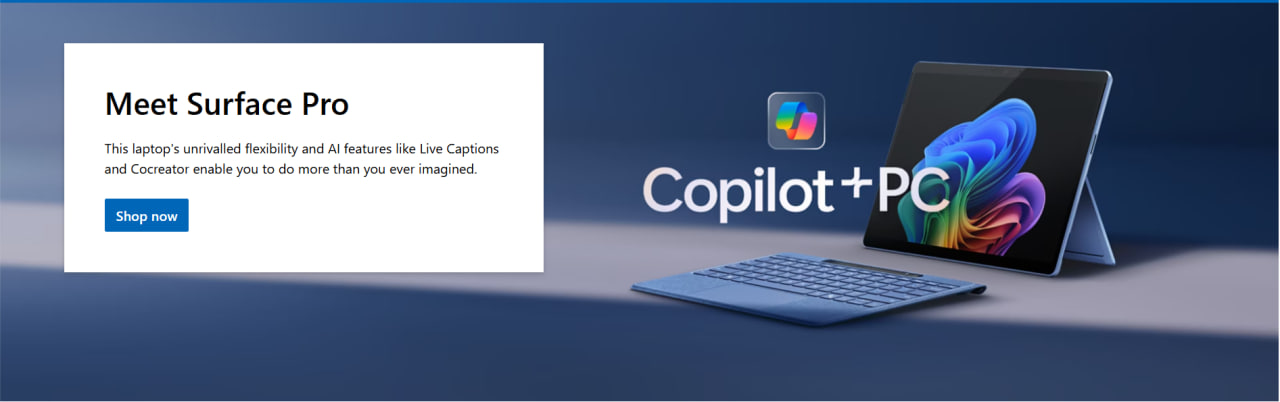 Meet Surface Pro
This laptop's unrivalled flexibility and AI features like Live Captions
and Cocreator enable you to do more than you ever imagined.
Shop now
Copilot+PC